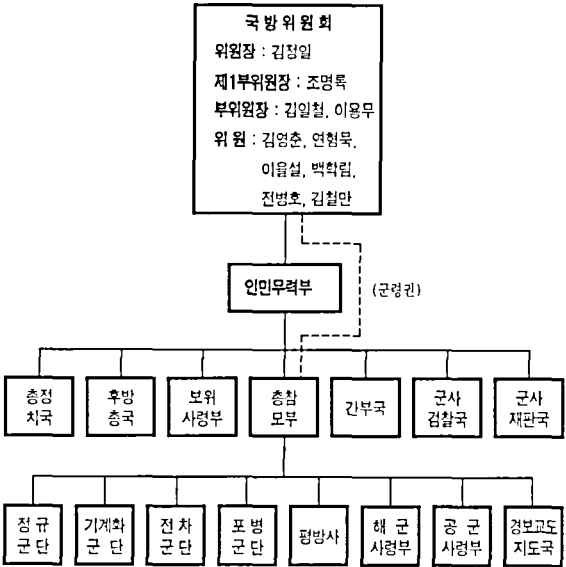 국방위원회
위원장 : 김정일
제1부위원장 : 조명록
부위원장 : 김일철, 이용무
위 원 : 김영춘, 연형묵,
이을설, 백학림,
전병호, 김철만
인민무력부
(군령권)
총정
치국
후방
총국
보위
사령부
총참
모부
간부국
군사
검찰국
군사
재판국
정 규
군 단
기계화
군 단
전 차
군 단
포 병
군 단
평방사
해 군
사령부
공 군
사령부
경보교도
지도국